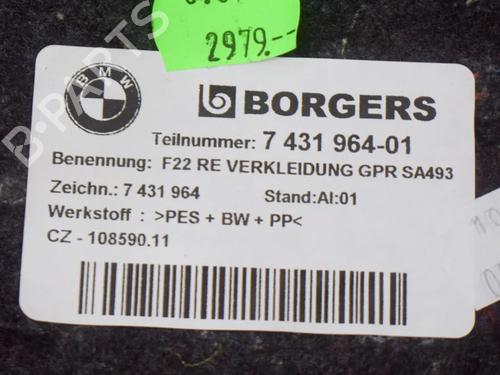 2979.--
BMW
BORGERS
Teilnummer: 7 431 964-01
Benennung: F22 RE VERKLEIDUNG GPR SA493
Zeichn.: 7 431 964 Stand:AI:01
Werkstoff : >PES + BW + PP<
CZ - 108590.11
B-PARTS